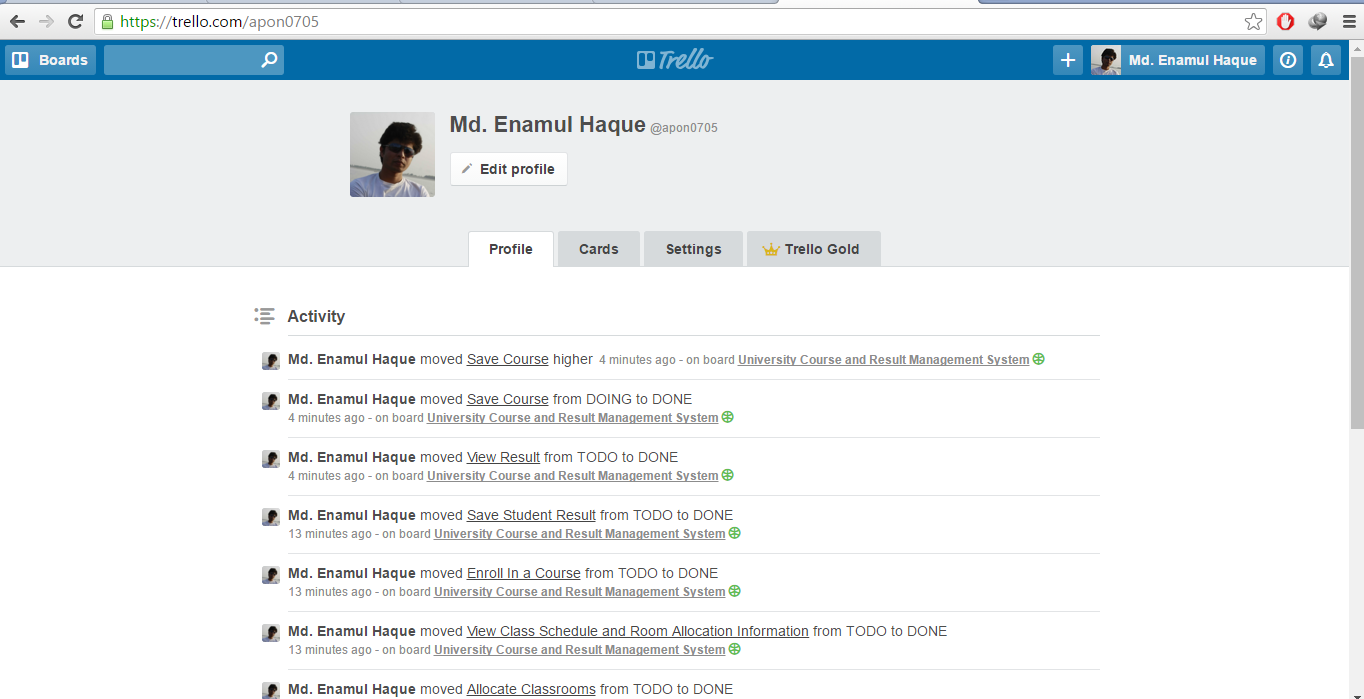 https://trello.com/apon0705
Boards
Trello
Md. Enamul Haque
Md. Enamul Haque @apon0705
Edit profile
Profile Cards Settings Trello Gold
Activity
Md. Enamul Haque moved Save Course higher 4 minutes ago - on board University Course and Result Management System
Md. Enamul Haque moved Save Course from DOING to DONE
4 minutes ago - on board University Course and Result Management System
Md. Enamul Haque moved View Result from TODO to DONE
4 minutes ago - on board University Course and Result Management System
Md. Enamul Haque moved Save Student Result from TODO to DONE
13 minutes ago - on board University Course and Result Management System
Md. Enamul Haque moved Enroll In a Course from TODO to DONE
13 minutes ago - on board University Course and Result Management System
Md. Enamul Haque moved View Class Schedule and Room Allocation Information from TODO to DONE
13 minutes ago - on board University Course and Result Management System
Md. Enamul Haque moved Allocate Classrooms from TODO to DONE